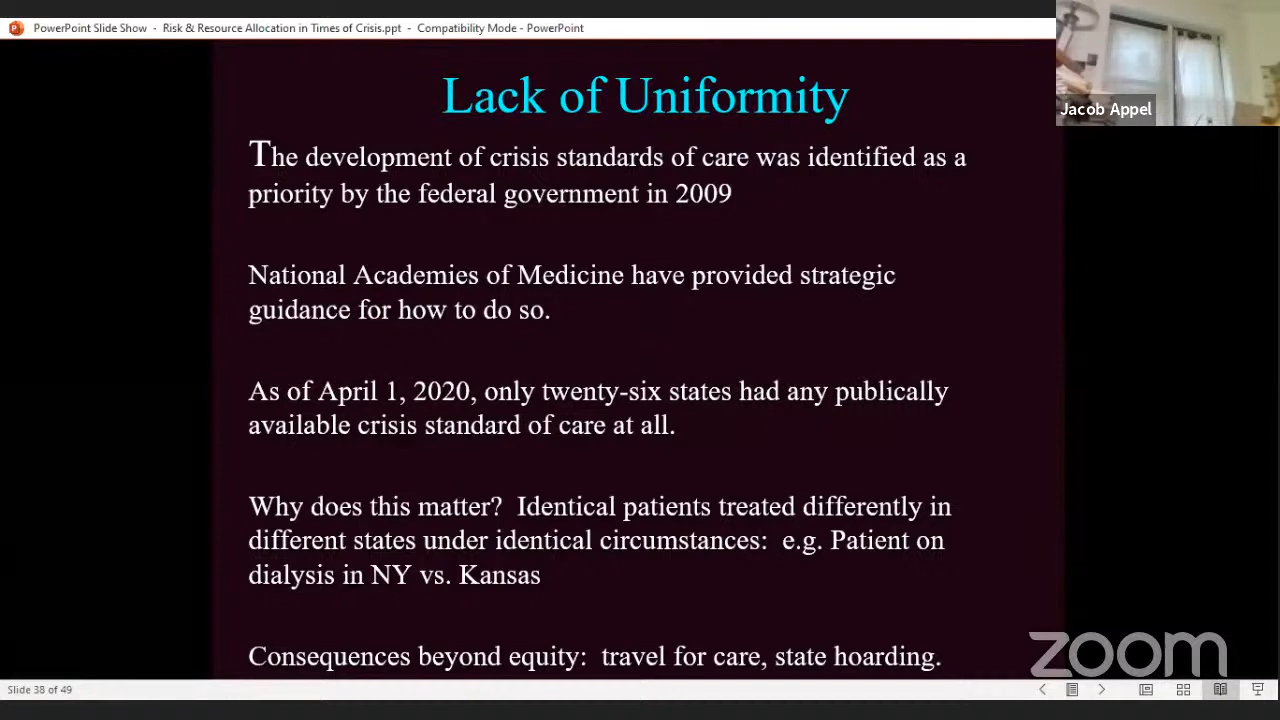 PowerPoint Slide Show - Risk & Resource Allocation in Times of Crisis.ppt - Compatibility Mode - PowerPoint
Jacob Appel
Lack of Uniformity
The development of crisis standards of care was identified as a
priority by the federal government in 2009
National Academies of Medicine have provided strategic
guidance for how to do so.
As of April 1, 2020, only twenty-six states had any publically
available crisis standard of care at all.
Why does this matter?  Identical patients treated differently in
different states under identical circumstances:  e.g. Patient on
dialysis in NY vs. Kansas
Consequences beyond equity:  travel for care, state hoarding.
zoom
Slide 38 of 49